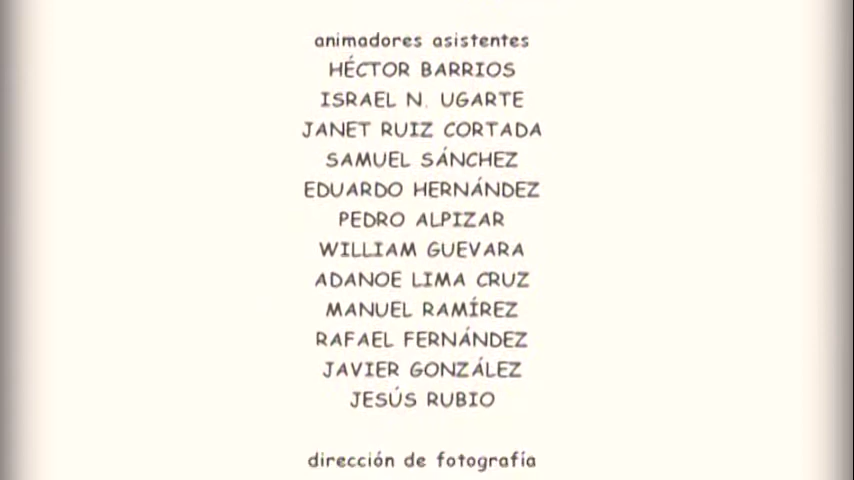 animadores asistentes
HÉCTOR BARRIOS
ISRAEL N. UGARTE
JANET RUIZ CORTADA
SAMUEL SÁNCHEZ
EDUARDO HERNÁNDEZ
PEDRO ALPIZAR
WILLIAM GUEVARA
ADANOE LIMA CRUZ
MANUEL RAMÍREZ
RAFAEL FERNÁNDEZ
JAVIER GONZÁLEZ
JESÚS RUBIO
dirección de fotografía